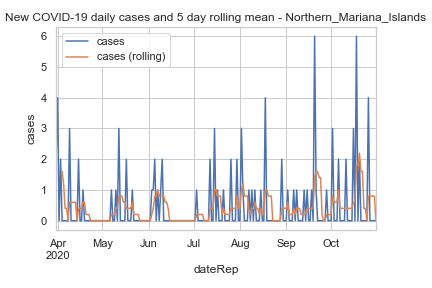 New COVID-19 daily cases and 5 day rolling mean - Northern_Mariana_Islands
cases
cases (rolling)
cases
6
5
4
3
2
1
0
Apr May Jun Jul Aug Sep Oct
2020
dateRep